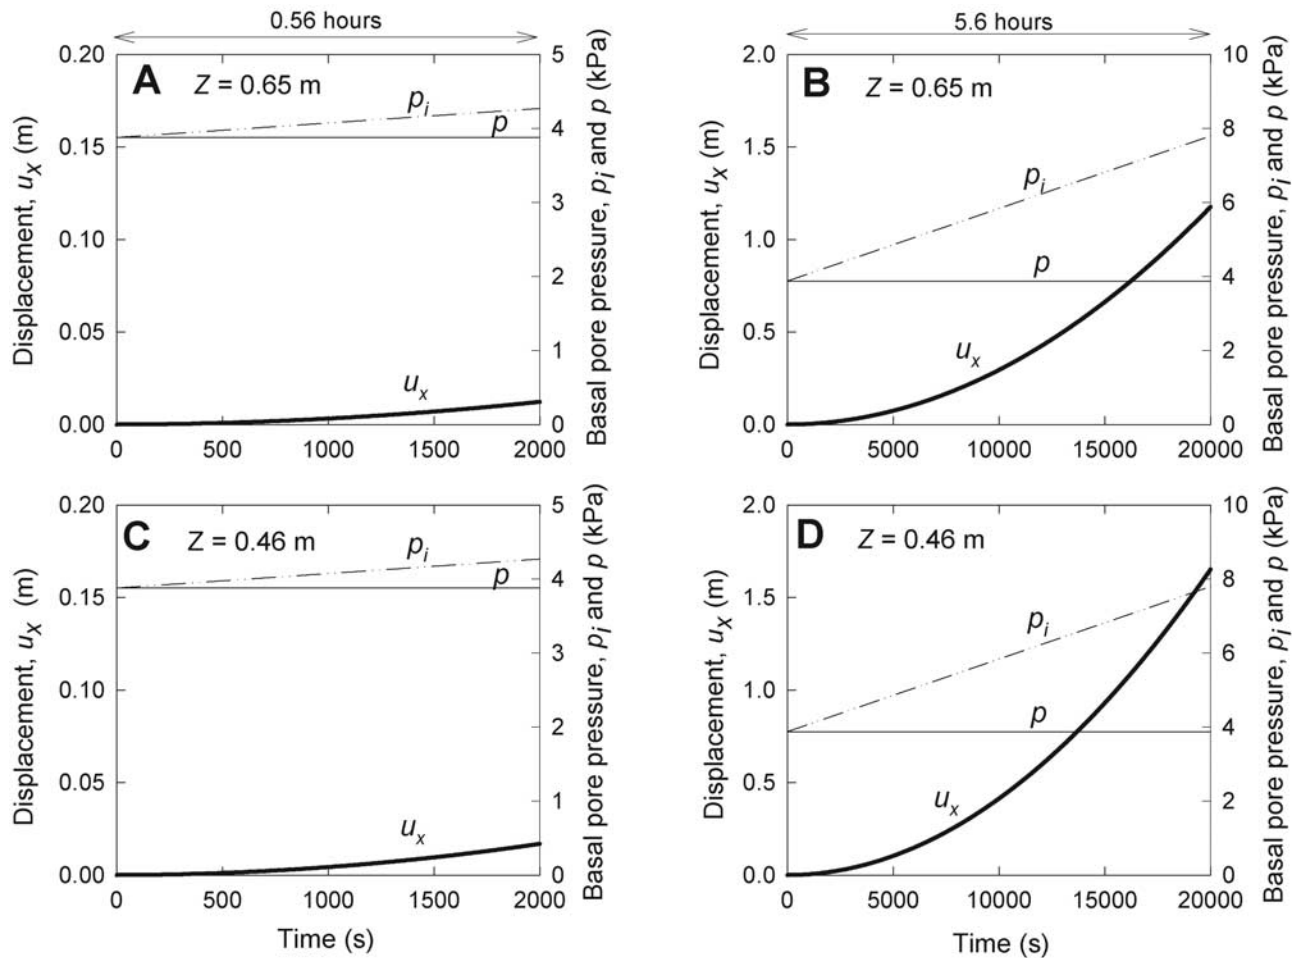 0.56 hours
0.20
0.15
0.10
0.05
0.00
Displacement, u_x (m)
A
Z = 0.65 m
p_i
p
u_x
5
4
3
2
1
0
Basal pore pressure, p_i and p (kPa)
0 500 1000 1500 2000
5.6 hours
2.0
1.5
1.0
0.5
0.0
Displacement, u_x (m)
B
Z = 0.65 m
p_i
p
u_x
10
8
6
4
2
0
Basal pore pressure, p_i and p (kPa)
0 5000 10000 15000 20000
0.20
0.15
0.10
0.05
0.00
Displacement, u_x (m)
C
Z = 0.46 m
p_i
p
u_x
5
4
3
2
1
0
Basal pore pressure, p_i and p (kPa)
0 500 1000 1500 2000
Time (s)
2.0
1.5
1.0
0.5
0.0
Displacement, u_x (m)
D
Z = 0.46 m
p_i
p
u_x
10
8
6
4
2
0
Basal pore pressure, p_i and p (kPa)
0 5000 10000 15000 20000
Time (s)